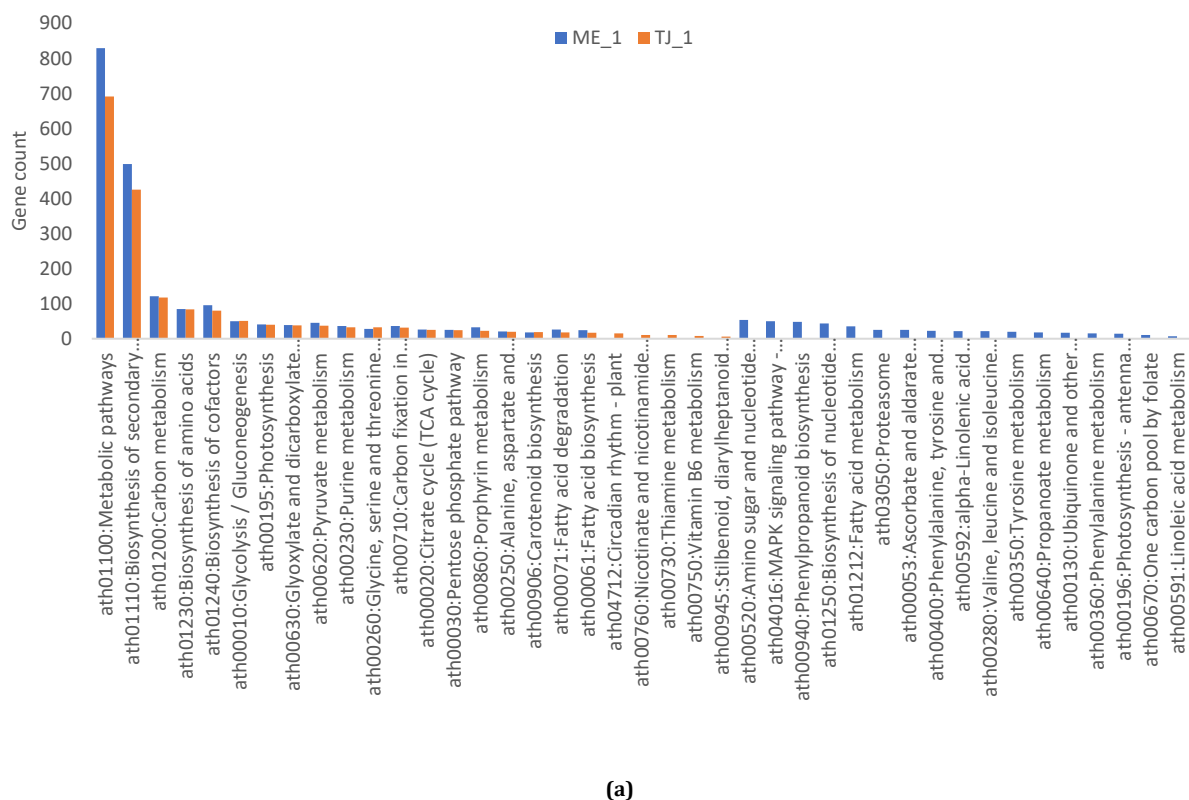 900
800
700
600
500
400
300
200
100
0
Gene count
ME_1
TJ_1
ath01100:Metabolic pathways
ath01110:Biosynthesis of secondary…
ath01200:Carbon metabolism
ath01230:Biosynthesis of amino acids
ath01240:Biosynthesis of cofactors
ath00010:Glycolysis / Gluconeogenesis
ath00195:Photosynthesis
ath00630:Glyoxylate and dicarboxylate…
ath00620:Pyruvate metabolism
ath00230:Purine metabolism
ath00260:Glycine, serine and threonine…
ath00710:Carbon fixation in…
ath00020:Citrate cycle (TCA cycle)
ath00030:Pentose phosphate pathway
ath00860:Porphyrin metabolism
ath00250:Alanine, aspartate and…
ath00906:Carotenoid biosynthesis
ath00071:Fatty acid degradation
ath00061:Fatty acid biosynthesis
ath04712:Circadian rhythm - plant
ath00760:Nicotinate and nicotinamide…
ath00730:Thiamine metabolism
ath00750:Vitamin B6 metabolism
ath00945:Stilbenoid, diarylheptanoid…
ath00520:Amino sugar and nucleotide…
ath04016:MAPK signaling pathway -…
ath00940:Phenylpropanoid biosynthesis
ath01250:Biosynthesis of nucleotide…
ath01212:Fatty acid metabolism
ath03050:Proteasome
ath00053:Ascorbate and aldarate…
ath00400:Phenylalanine, tyrosine and…
ath00592:alpha-Linolenic acid…
ath00280:Valine, leucine and isoleucine…
ath00350:Tyrosine metabolism
ath00640:Propanoate metabolism
ath00130:Ubiquinone and other…
ath00360:Phenylalanine metabolism
ath00196:Photosynthesis - antenna…
ath00670:One carbon pool by folate
ath00591:Linoleic acid metabolism
(a)